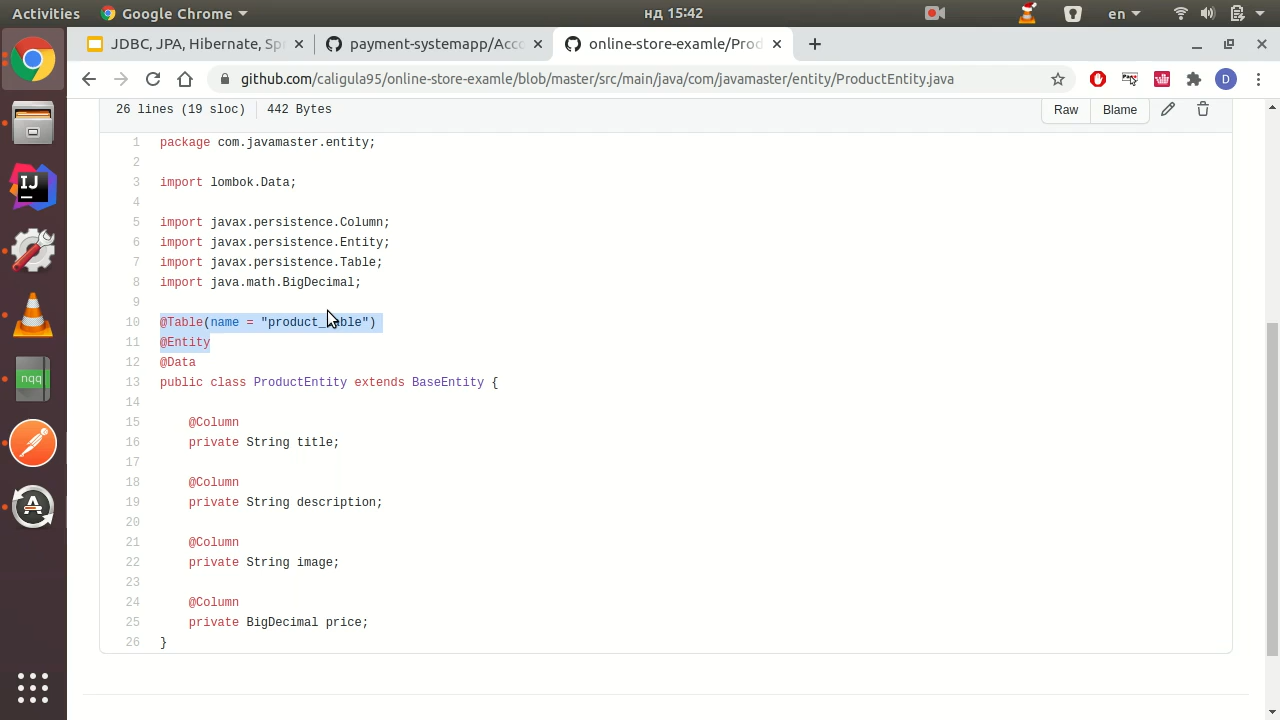 Activities
Google Chrome
нд 15:42
en
JDBC, JPA, Hibernate, Spr
payment-systemapp/Acco
online-store-examle/Prod
github.com/caligula95/online-store-examle/blob/master/src/main/java/com/javamaster/entity/ProductEntity.java
D
26 lines (19 sloc)
442 Bytes
Raw
Blame
1 package com.javamaster.entity;
2
3 import lombok.Data;
4
5 import javax.persistence.Column;
6 import javax.persistence.Entity;
7 import javax.persistence.Table;
8 import java.math.BigDecimal;
9
10 @Table(name = "product_table")
11 @Entity
12 @Data
13 public class ProductEntity extends BaseEntity {
14
15 @Column
16 private String title;
17
18 @Column
19 private String description;
20
21 @Column
22 private String image;
23
24 @Column
25 private BigDecimal price;
26 }
IJ
nqq
A